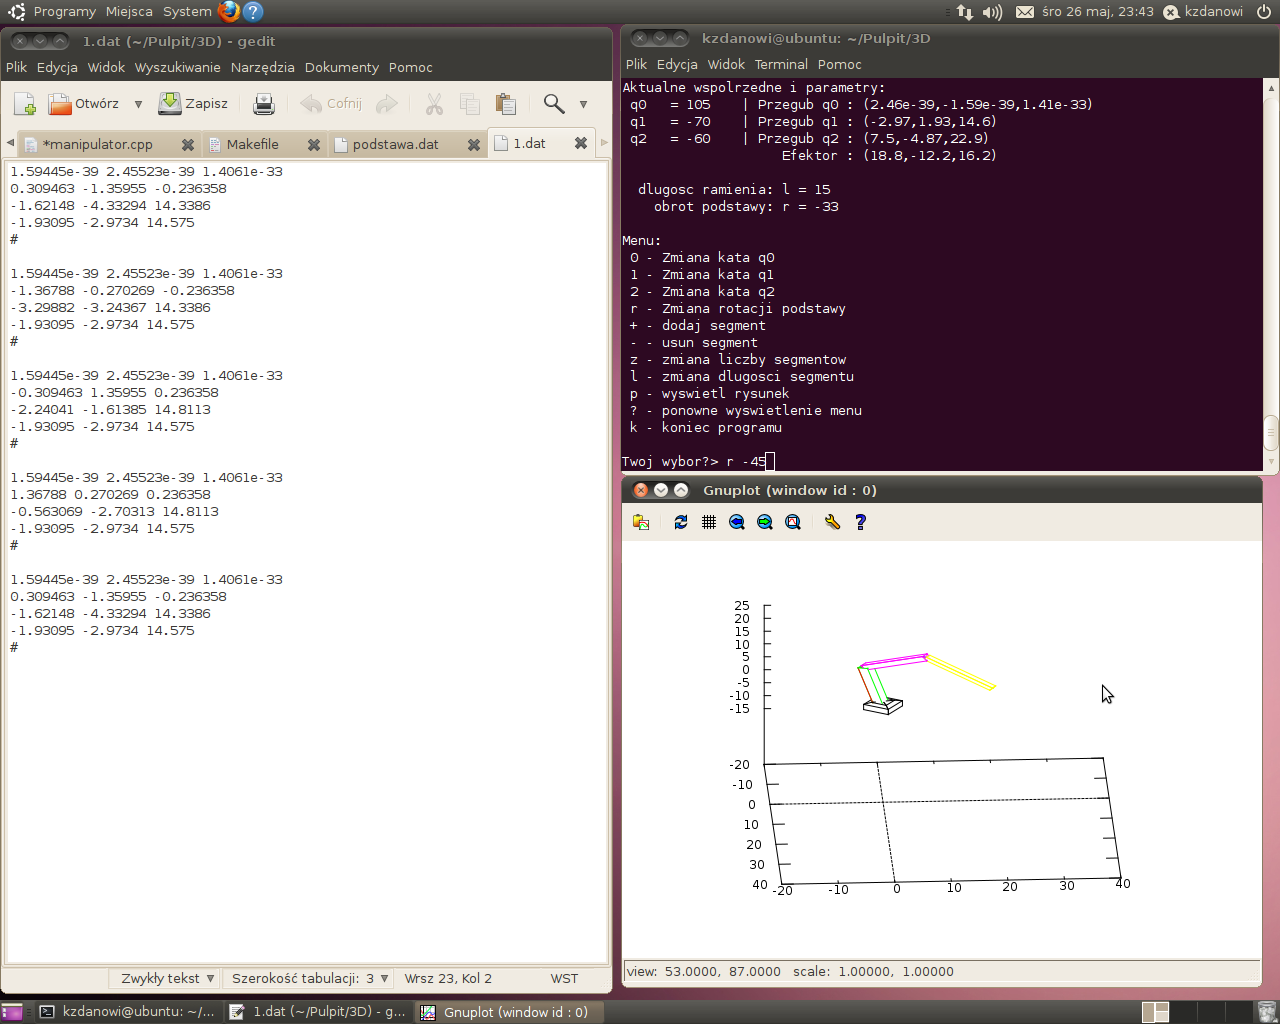 Programy Miejsca System
śro 26 maj, 23:43 kzdanowi
1.dat (~/Pulpit/3D) - gedit
Plik Edycja Widok Wyszukiwanie Narzędzia Dokumenty Pomoc
Otwórz Zapisz Cofnij
*manipulator.cpp Makefile podstawa.dat 1.dat
1.59445e-39 2.45523e-39 1.4061e-33
0.309463 -1.35955 -0.236358
-1.62148 -4.33294 14.3386
-1.93095 -2.9734 14.575
#
1.59445e-39 2.45523e-39 1.4061e-33
-1.36788 -0.270269 -0.236358
-3.29882 -3.24367 14.3386
-1.93095 -2.9734 14.575
#
1.59445e-39 2.45523e-39 1.4061e-33
-0.309463 1.35955 0.236358
-2.24041 -1.61385 14.8113
-1.93095 -2.9734 14.575
#
1.59445e-39 2.45523e-39 1.4061e-33
1.36788 0.270269 0.236358
-0.563069 -2.70313 14.8113
-1.93095 -2.9734 14.575
#
1.59445e-39 2.45523e-39 1.4061e-33
0.309463 -1.35955 -0.236358
-1.62148 -4.33294 14.3386
-1.93095 -2.9734 14.575
#
Zwykły tekst Szerokość tabulacji: 3 Wrsz 23, Kol 2 WST
kzdanowi@ubuntu: ~/Pulpit/3D
Plik Edycja Widok Terminal Pomoc
Aktualne wspolrzedne i parametry:
q0 = 105 | Przegub q0 : (2.46e-39,-1.59e-39,1.41e-33)
q1 = -70 | Przegub q1 : (-2.97,1.93,14.6)
q2 = -60 | Przegub q2 : (7.5,-4.87,22.9)
Efektor : (18.8,-12.2,16.2)
dlugosc ramienia: l = 15
obrot podstawy: r = -33
Menu:
0 - Zmiana kata q0
1 - Zmiana kata q1
2 - Zmiana kata q2
r - Zmiana rotacji podstawy
+ - dodaj segment
- - usun segment
z - zmiana liczby segmentow
l - zmiana dlugosci segmentu
p - wyswietl rysunek
? - ponowne wyswietlenie menu
k - koniec programu
Twoj wybor?> r -45
Gnuplot (window id : 0)
25
20
15
10
5
0
-5
-10
-15
-20
-10
0
10
20
30
40
-20 -10 0 10 20 30 40
view: 53.0000, 87.0000 scale: 1.00000, 1.00000
kzdanowi@ubuntu: ~/... 1.dat (~/Pulpit/3D) - g... Gnuplot (window id : 0)